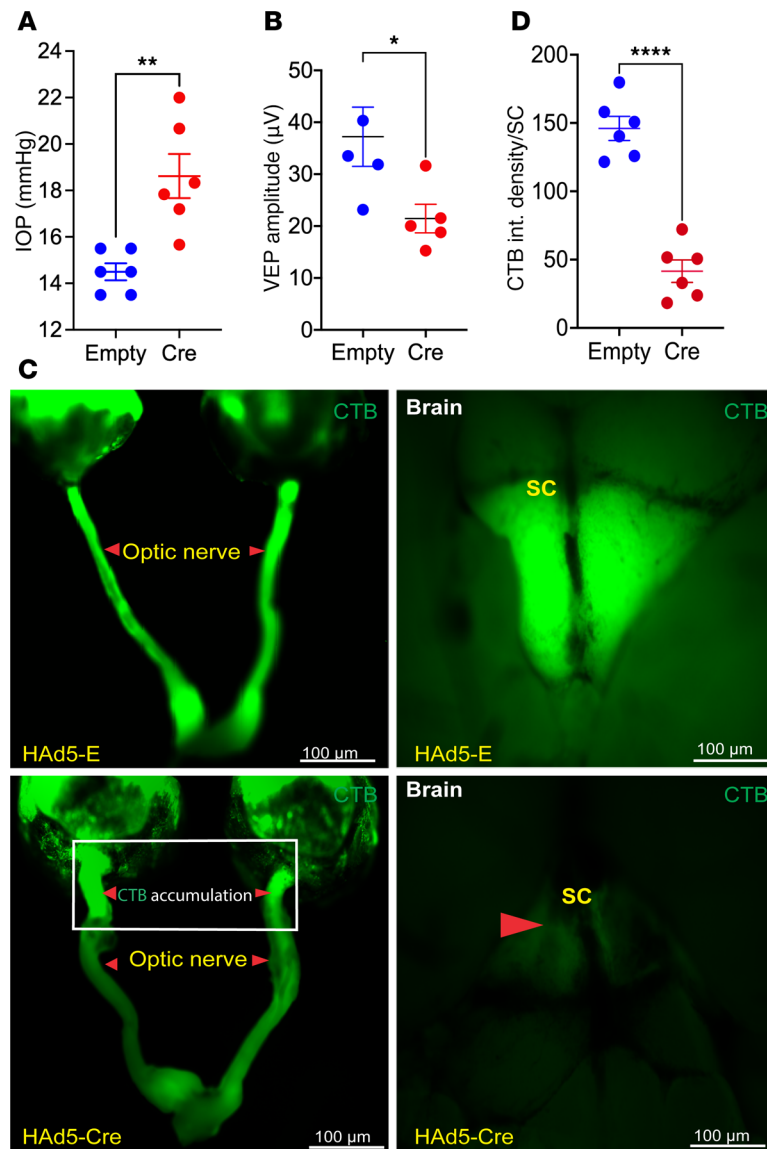 A
IOP (mmHg)
24
22
20
18
16
14
12
**
Empty Cre
B
VEP amplitude (µV)
50
40
30
20
10
0
*
Empty Cre
D
CTB int. density/SC
200
150
100
50
0
****
Empty Cre
C
CTB
Optic nerve
HAd5-E
100 µm
Brain
CTB
SC
HAd5-E
100 µm
CTB
CTB accumulation
Optic nerve
HAd5-Cre
100 µm
Brain
CTB
SC
HAd5-Cre
100 µm